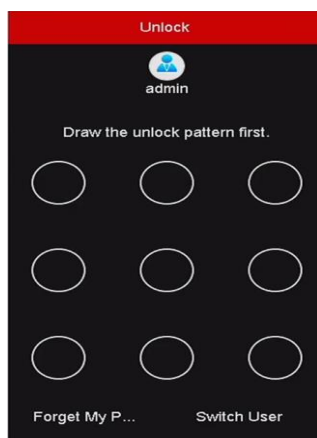 Unlock
admin
Draw the unlock pattern first.
Forget My P... Switch User